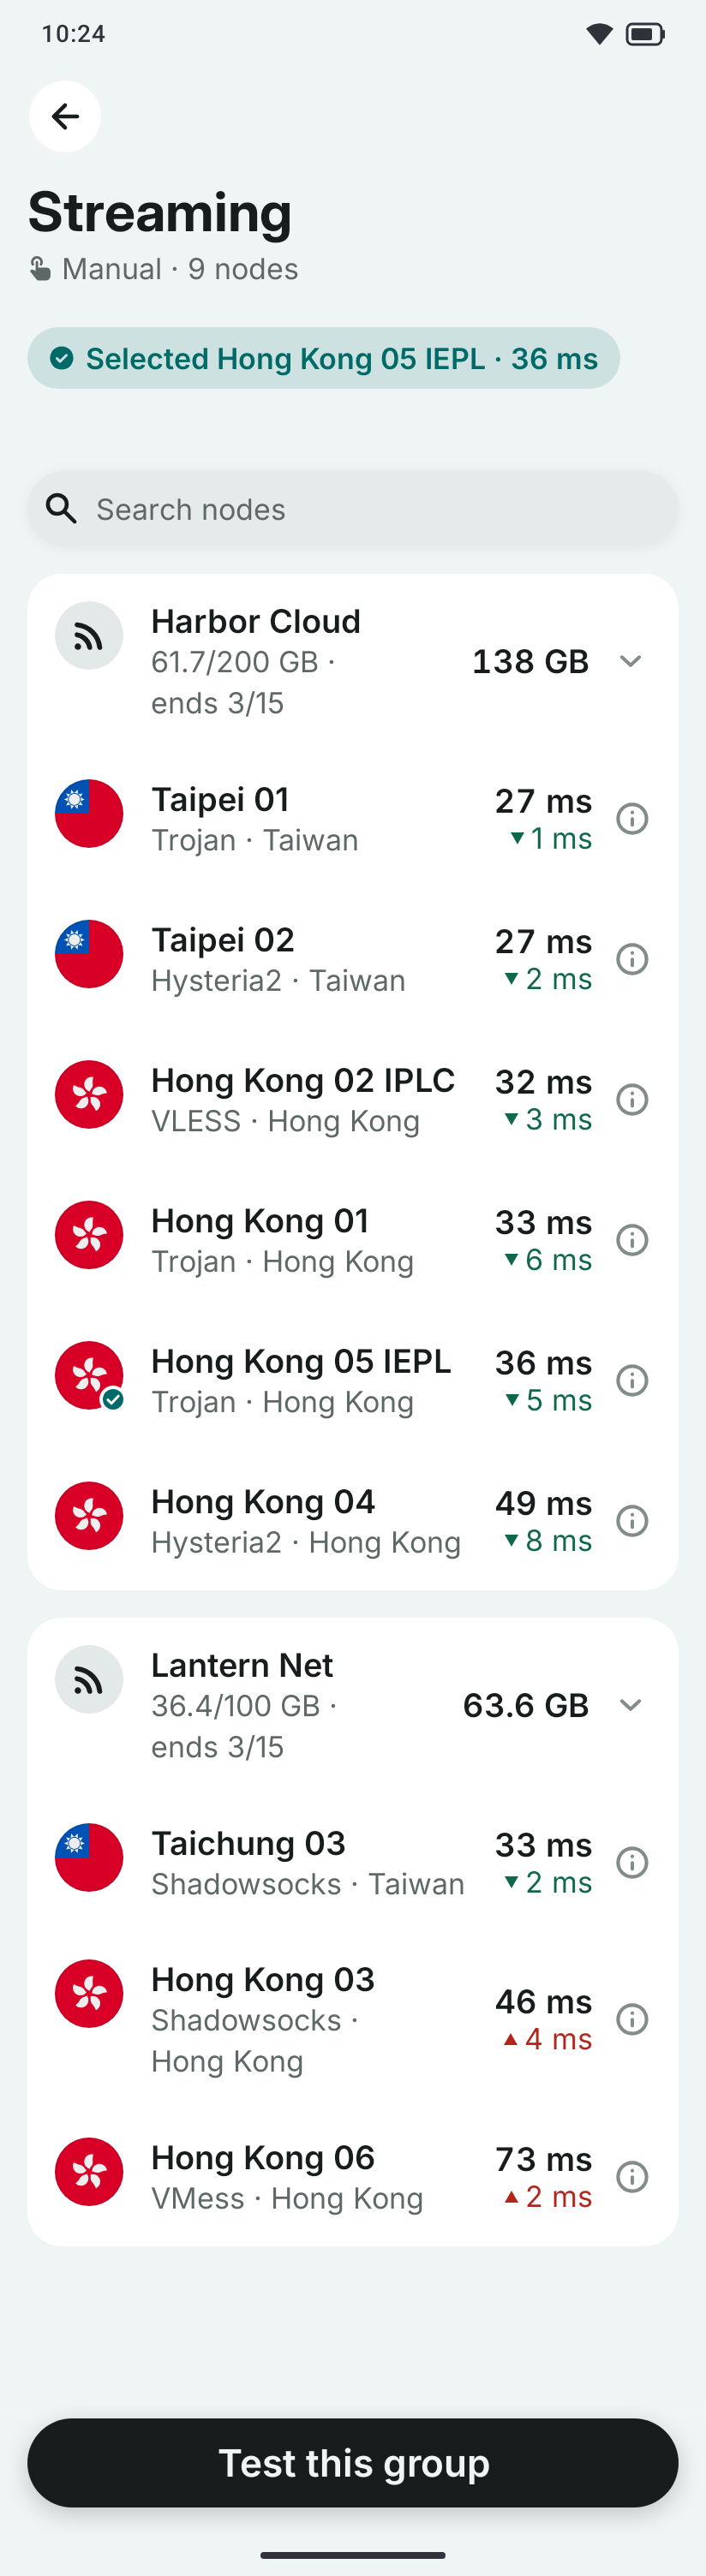 10:24
Streaming
Manual · 9 nodes
Selected Hong Kong 05 IEPL · 36 ms
Search nodes
Harbor Cloud
61.7/200 GB ·
ends 3/15
138 GB
Taipei 01
Trojan · Taiwan
27 ms
▼1 ms
Taipei 02
Hysteria2 · Taiwan
27 ms
▼2 ms
Hong Kong 02 IPLC
VLESS · Hong Kong
32 ms
▼3 ms
Hong Kong 01
Trojan · Hong Kong
33 ms
▼6 ms
Hong Kong 05 IEPL
Trojan · Hong Kong
36 ms
▼5 ms
Hong Kong 04
Hysteria2 · Hong Kong
49 ms
▼8 ms
Lantern Net
36.4/100 GB ·
ends 3/15
63.6 GB
Taichung 03
Shadowsocks · Taiwan
33 ms
▼2 ms
Hong Kong 03
Shadowsocks ·
Hong Kong
46 ms
▲4 ms
Hong Kong 06
VMess · Hong Kong
73 ms
▲2 ms
Test this group